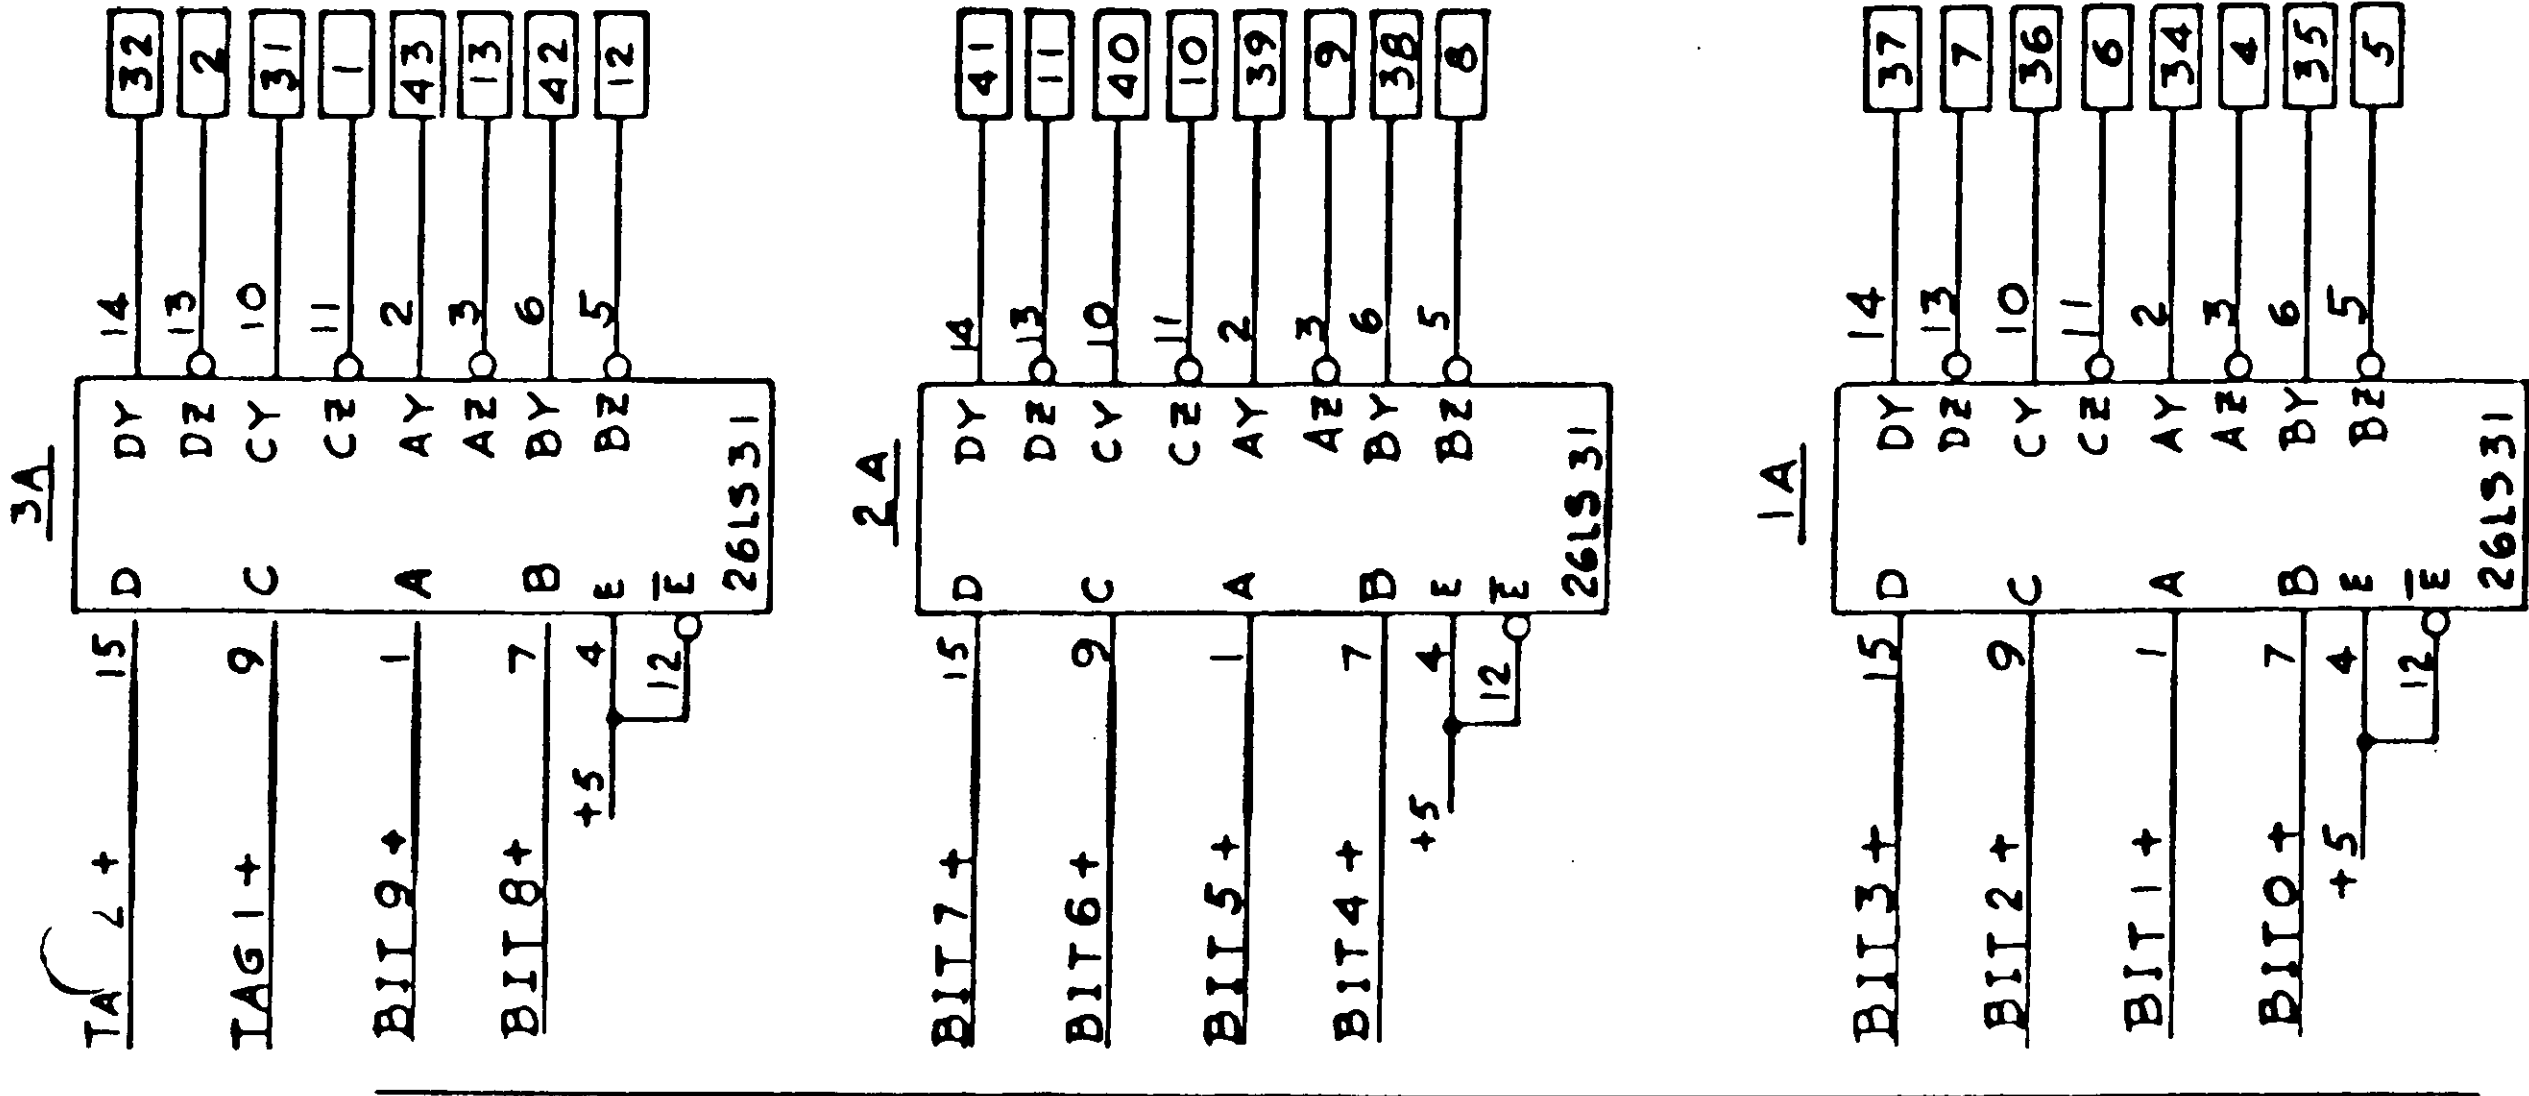 3A
TAG1+
BIT9+
BIT8+
+5
15
9
1
7
4
12
D
C
A
B
E
E̅
26LS31
DY
DZ
CY
CZ
AY
AZ
BY
BZ
14
13
10
11
2
3
6
5
32
2
31
1
43
13
42
12
2A
BIT7+
BIT6+
BIT5+
BIT4+
+5
15
9
1
7
4
12
D
C
A
B
E
E̅
26LS31
DY
DZ
CY
CZ
AY
AZ
BY
BZ
14
13
10
11
2
3
6
5
41
11
40
10
39
9
38
8
1A
BIT3+
BIT2+
BIT1+
BIT0+
+5
15
9
1
7
4
12
D
C
A
B
E
E̅
26LS31
DY
DZ
CY
CZ
AY
AZ
BY
BZ
14
13
10
11
2
3
6
5
37
7
36
6
34
4
35
5